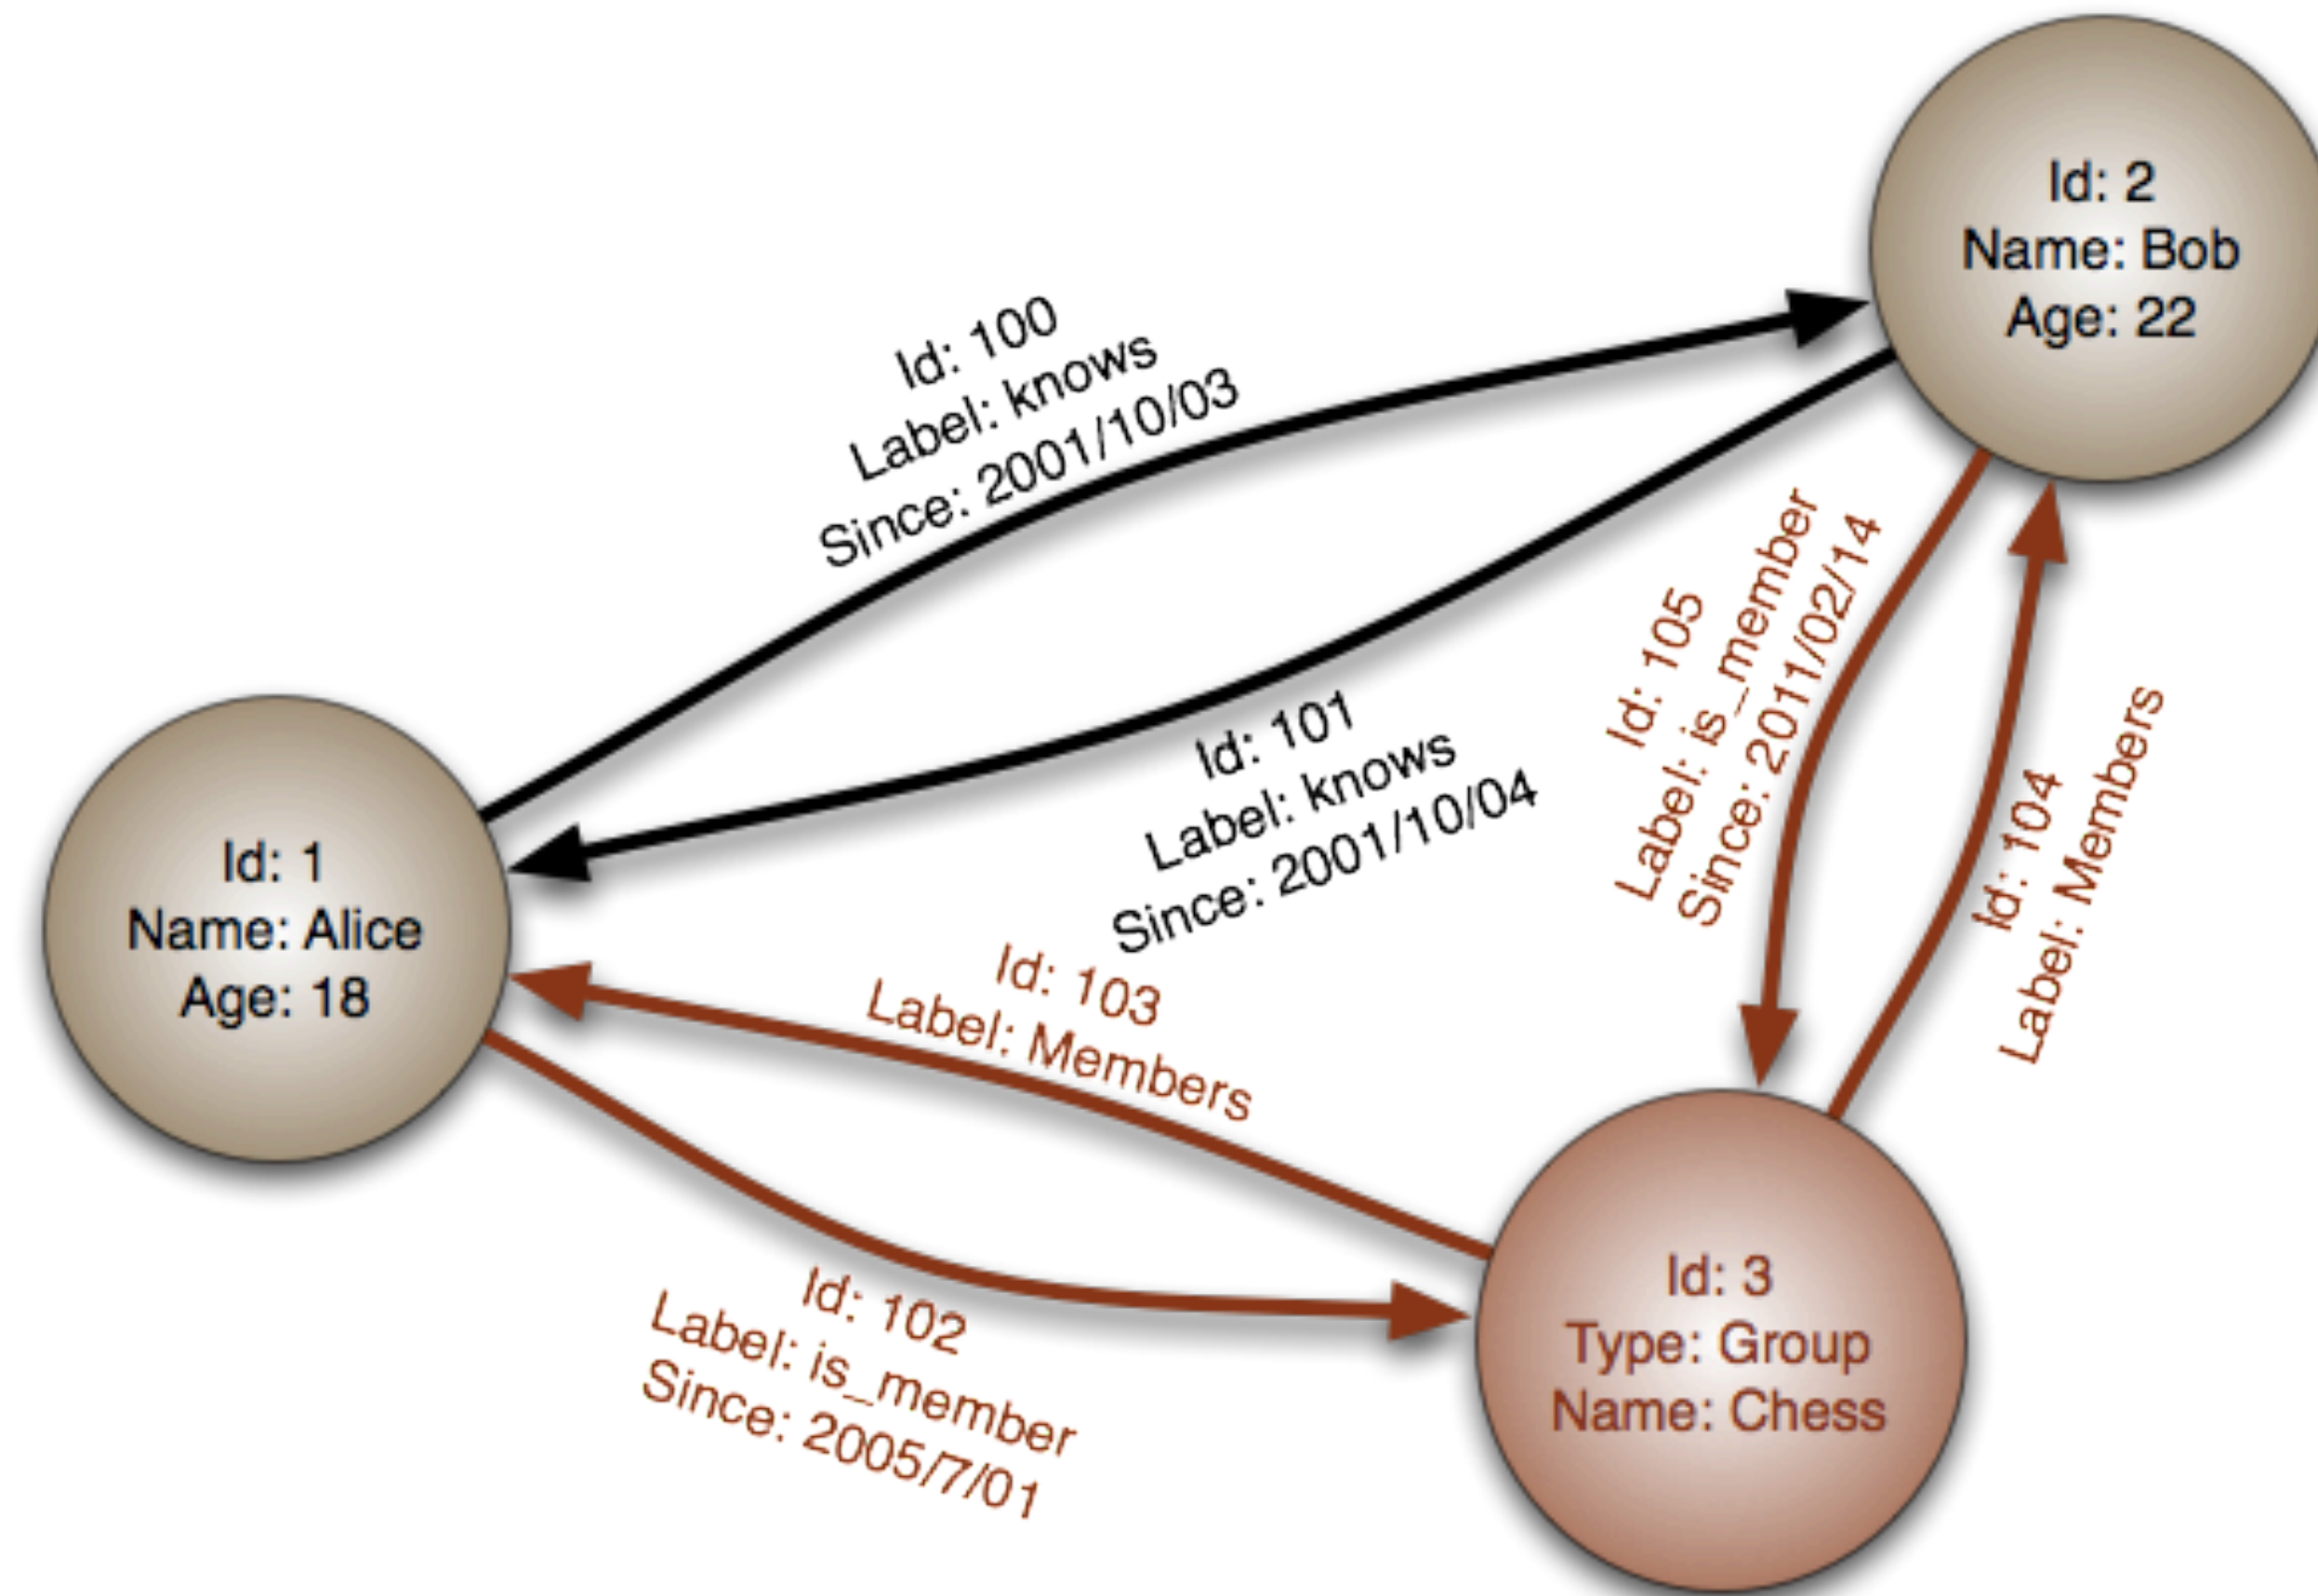 Id: 2
Name: Bob
Age: 22
Id: 100
Label: knows
Since: 2001/10/03
Id: 105
Label: is_member
Since: 2011/02/14
Id: 101
Label: knows
Since: 2001/10/04
Id: 104
Label: Members
Id: 1
Name: Alice
Age: 18
Id: 103
Label: Members
Id: 102
Label: is_member
Since: 2005/7/01
Id: 3
Type: Group
Name: Chess